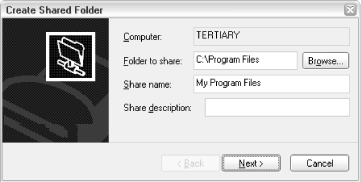 Create Shared Folder
Computer: TERTIARY
Folder to share: C:\Program Files Browse...
Share name: My Program Files
Share description:
< Back Next > Cancel